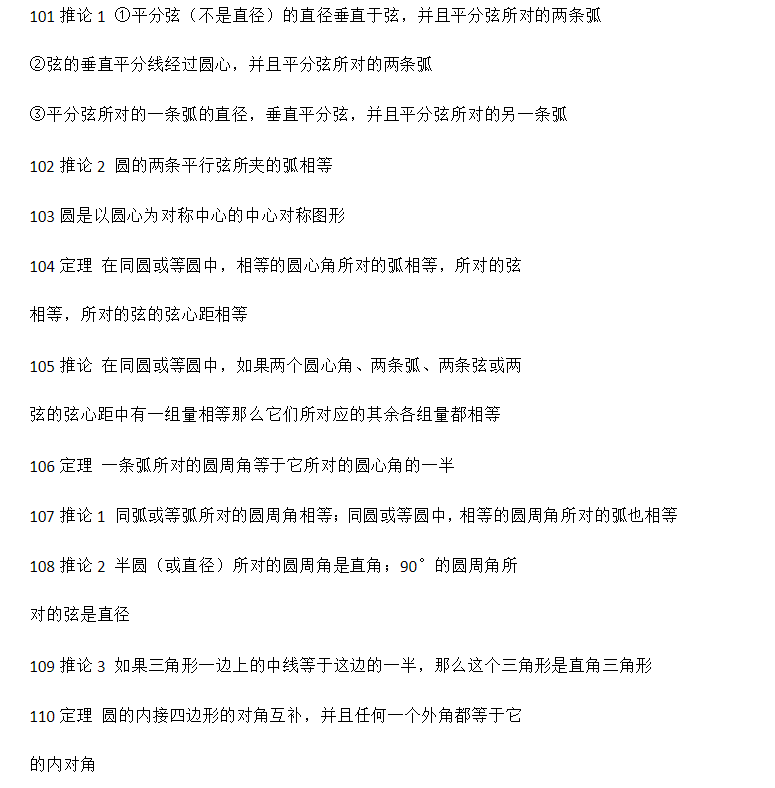 101 推论 1 ①平分弦（不是直径）的直径垂直于弦，并且平分弦所对的两条弧
②弦的垂直平分线经过圆心，并且平分弦所对的两条弧
③平分弦所对的一条弧的直径，垂直平分弦，并且平分弦所对的另一条弧
102 推论 2 圆的两条平行弦所夹的弧相等
103 圆是以圆心为对称中心的中心对称图形
104 定理 在同圆或等圆中，相等的圆心角所对的弧相等，所对的弦
相等，所对的弦的弦心距相等
105 推论 在同圆或等圆中，如果两个圆心角、两条弧、两条弦或两
弦的弦心距中有一组量相等那么它们所对应的其余各组量都相等
106 定理 一条弧所对的圆周角等于它所对的圆心角的一半
107 推论 1 同弧或等弧所对的圆周角相等；同圆或等圆中，相等的圆周角所对的弧也相等
108 推论 2 半圆（或直径）所对的圆周角是直角；90°的圆周角所
对的弦是直径
109 推论 3 如果三角形一边上的中线等于这边的一半，那么这个三角形是直角三角形
110 定理 圆的内接四边形的对角互补，并且任何一个外角都等于它
的内对角